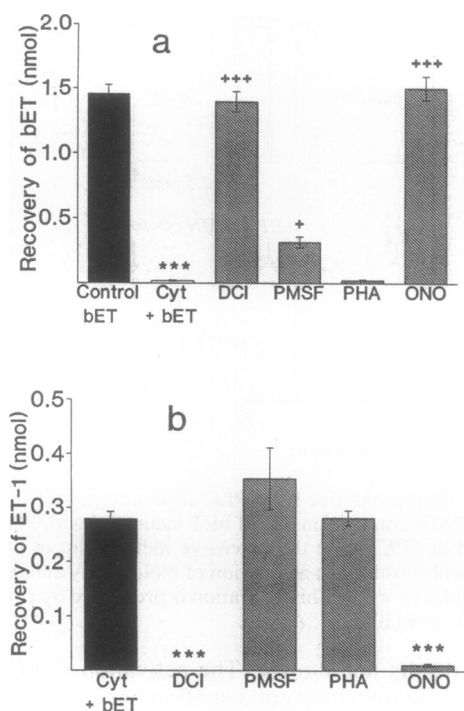 a
Recovery of bET (nmol)
2.0
1.5
1.0
0.5
+++
+++
+
***
Control bET
Cyt + bET
DCI
PMSF
PHA
ONO
b
Recovery of ET-1 (nmol)
0.5
0.4
0.3
0.2
0.1
***
***
Cyt + bET
DCI
PMSF
PHA
ONO